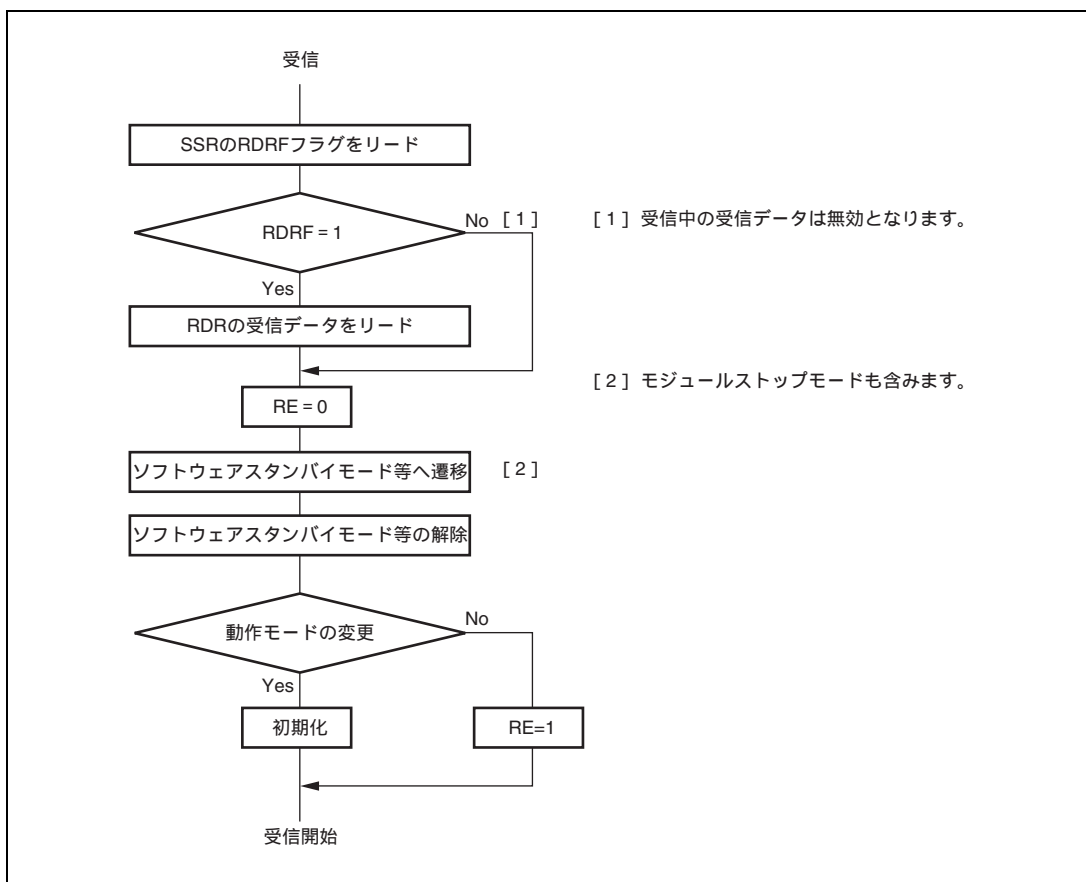 受信
SSRのRDRFフラグをリード
RDRF = 1
No [ 1 ]
[ 1 ] 受信中の受信データは無効となります。
Yes
RDRの受信データをリード
[ 2 ] モジュールストップモードも含みます。
RE = 0
ソフトウェアスタンバイモード等へ遷移 [ 2 ]
ソフトウェアスタンバイモード等の解除
動作モードの変更
No
Yes
初期化
RE=1
受信開始